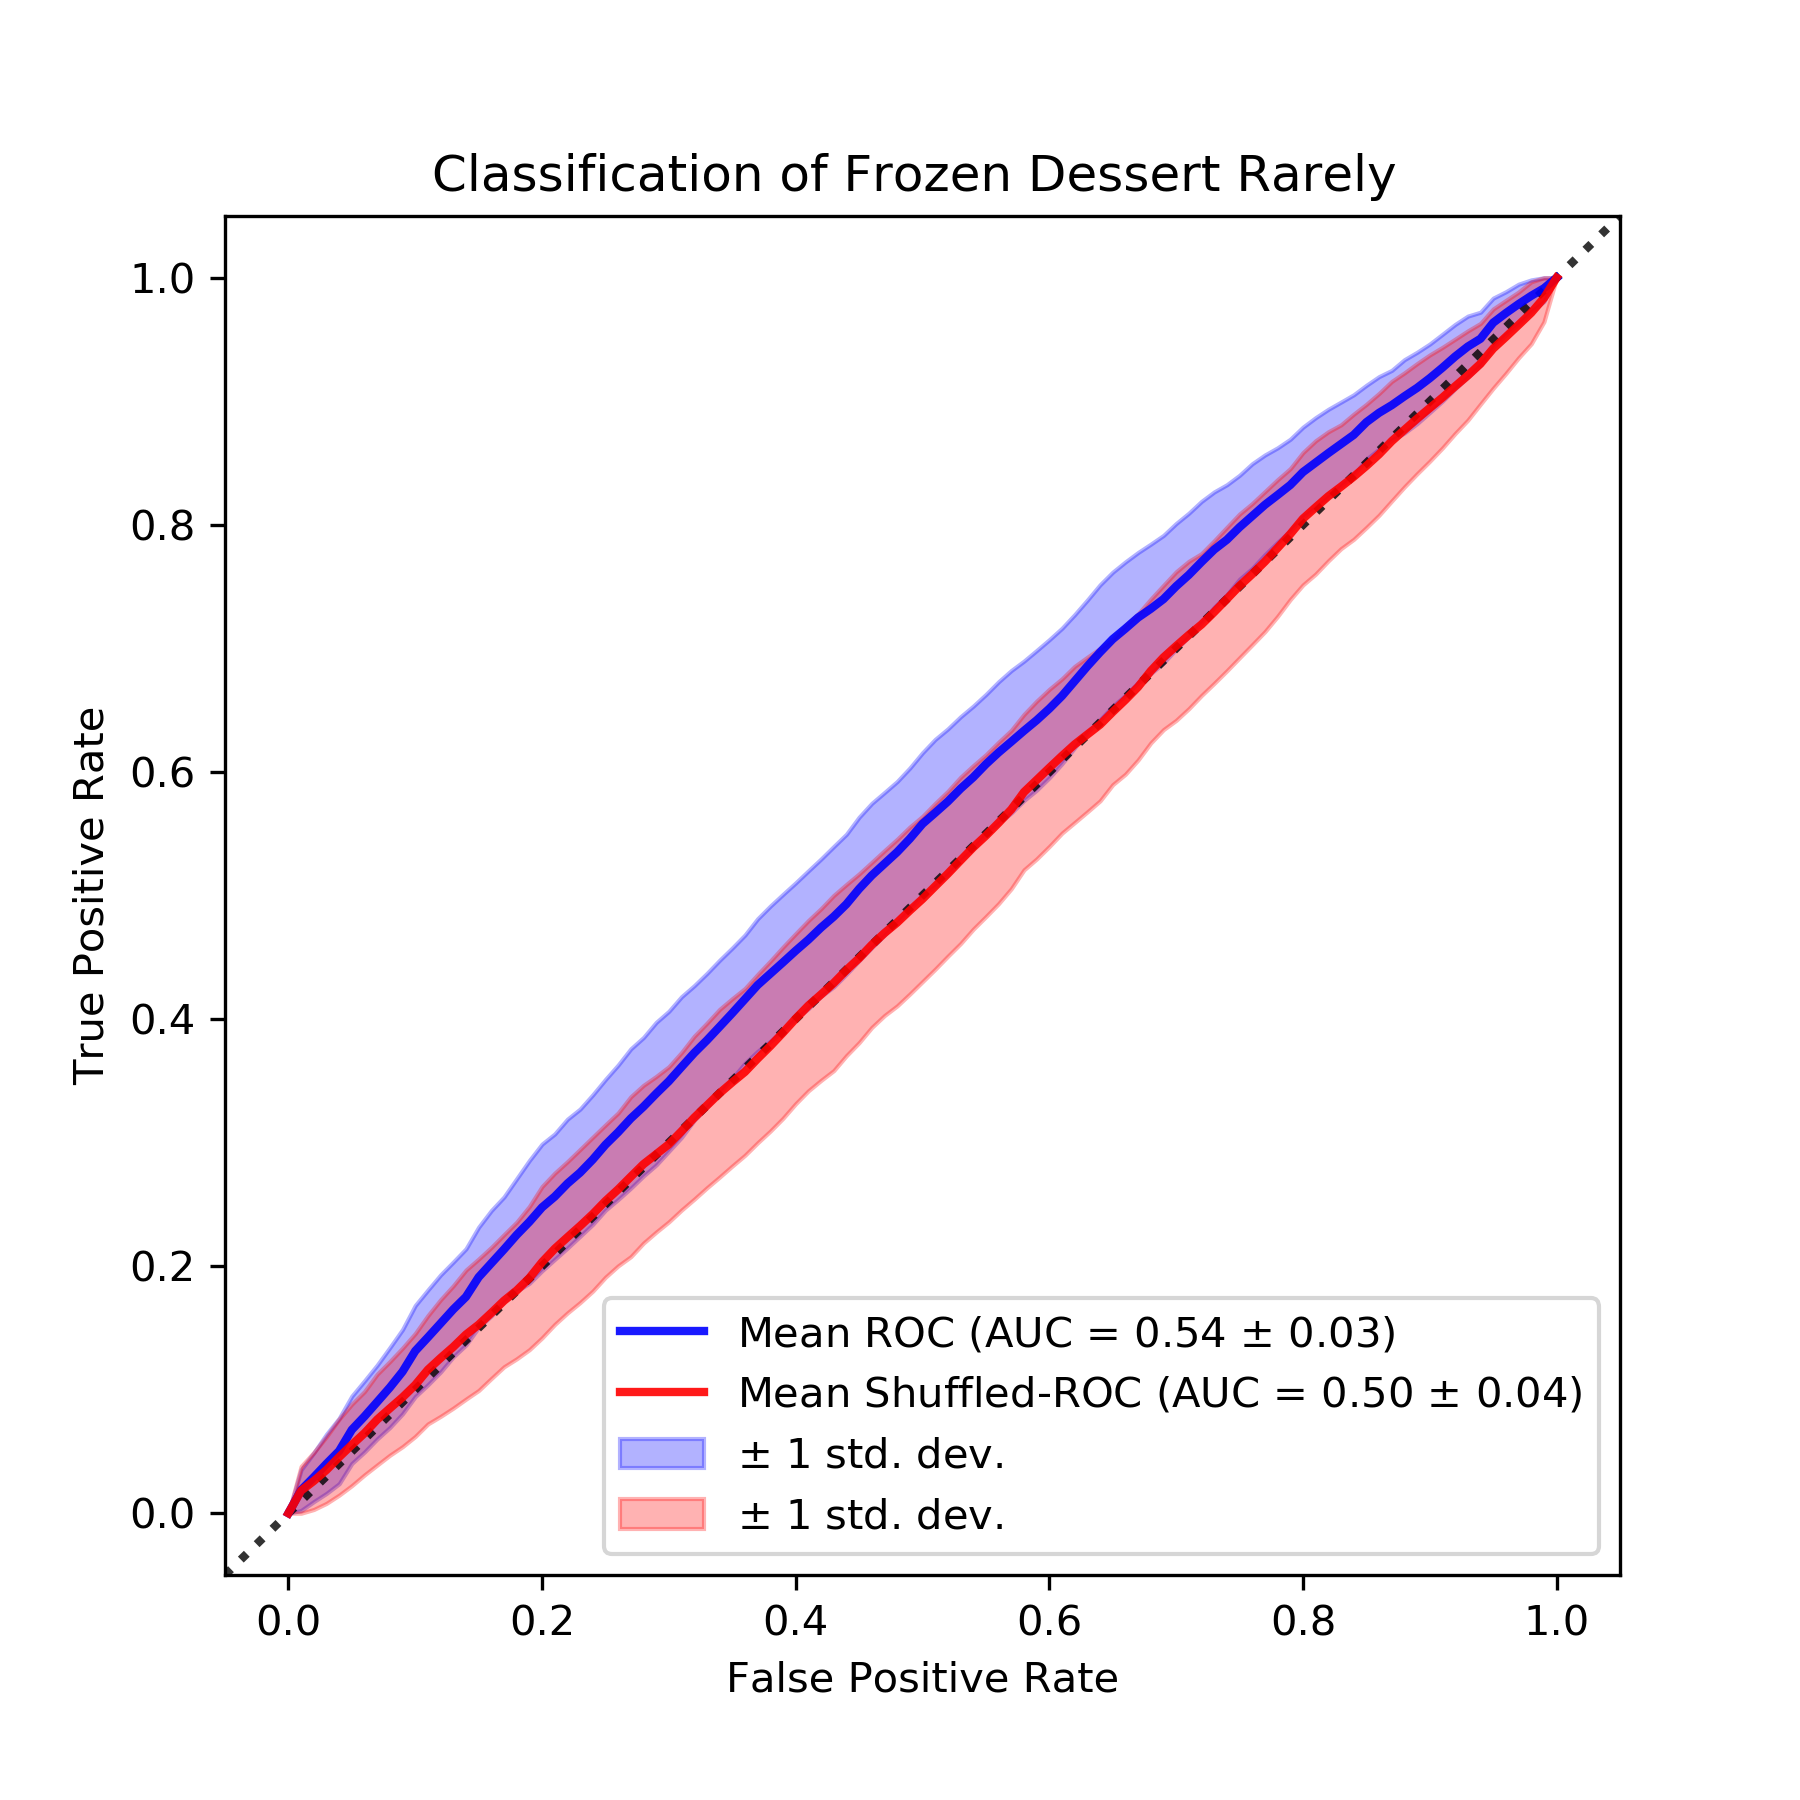 Classification of Frozen Dessert Rarely
1.0
0.8
0.6
0.4
0.2
0.0
True Positive Rate
Mean ROC (AUC = 0.54 ± 0.03)
Mean Shuffled-ROC (AUC = 0.50 ± 0.04)
± 1 std. dev.
± 1 std. dev.
0.0 0.2 0.4 0.6 0.8 1.0
False Positive Rate